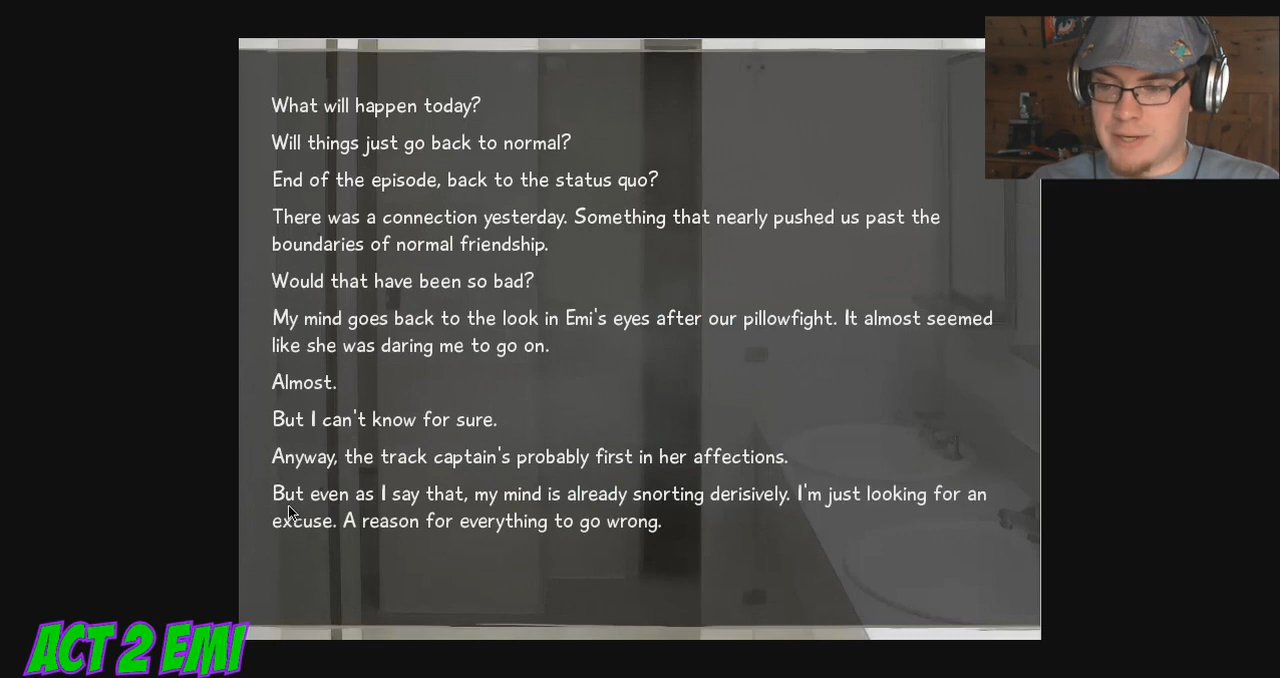 What will happen today?
Will things just go back to normal?
End of the episode, back to the status quo?
There was a connection yesterday. Something that nearly pushed us past the
boundaries of normal friendship.
Would that have been so bad?
My mind goes back to the look in Emi's eyes after our pillowfight. It almost seemed
like she was daring me to go on.
Almost.
But I can't know for sure.
Anyway, the track captain's probably first in her affections.
But even as I say that, my mind is already snorting derisively. I'm just looking for an
excuse. A reason for everything to go wrong.
ACT 2 EMI